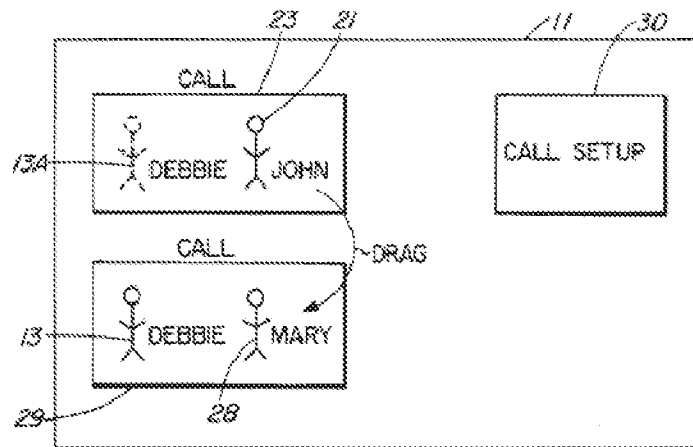 23 21 11 30
CALL
13A DEBBIE JOHN CALL SETUP
DRAG
CALL
13 DEBBIE MARY
29 28